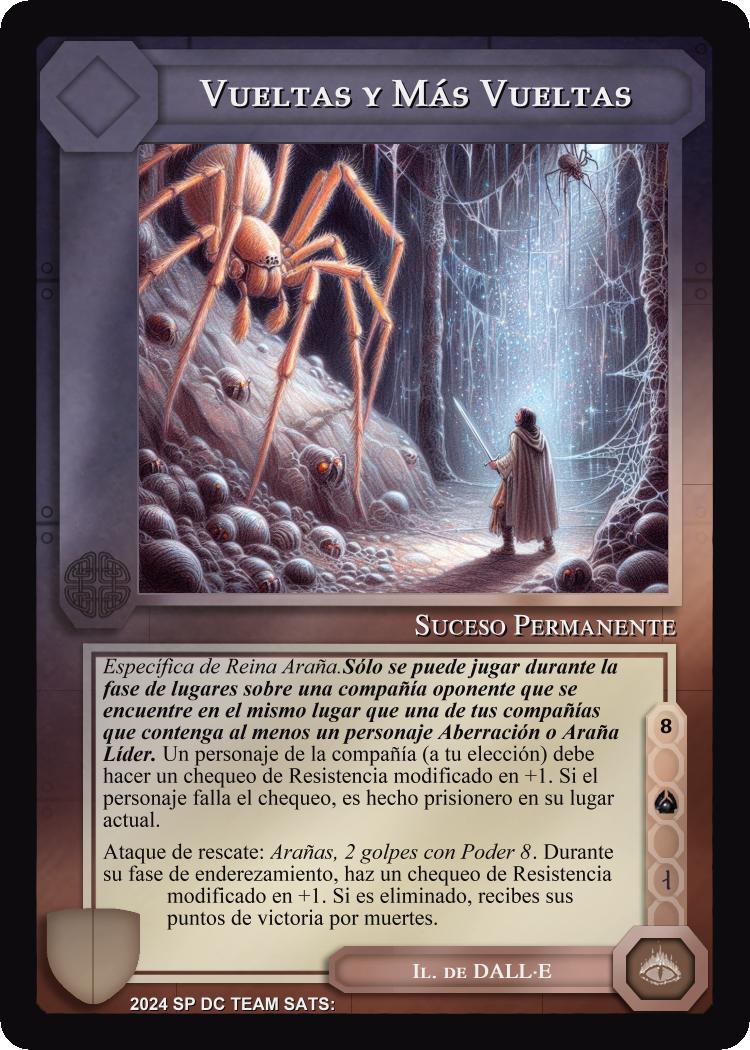 Vueltas y Más Vueltas
Suceso Permanente
Específica de Reina Araña.Sólo se puede jugar durante la
fase de lugares sobre una compañía oponente que se
encuentre en el mismo lugar que una de tus compañías
que contenga al menos un personaje Aberración o Araña
Líder. Un personaje de la compañía (a tu elección) debe
hacer un chequeo de Resistencia modificado en +1. Si el
personaje falla el chequeo, es hecho prisionero en su lugar
actual.
8
Ataque de rescate: Arañas, 2 golpes con Poder 8. Durante
su fase de enderezamiento, haz un chequeo de Resistencia
modificado en +1. Si es eliminado, recibes sus
puntos de victoria por muertes.
Il. de DALL·E
2024 SP DC TEAM SATS: